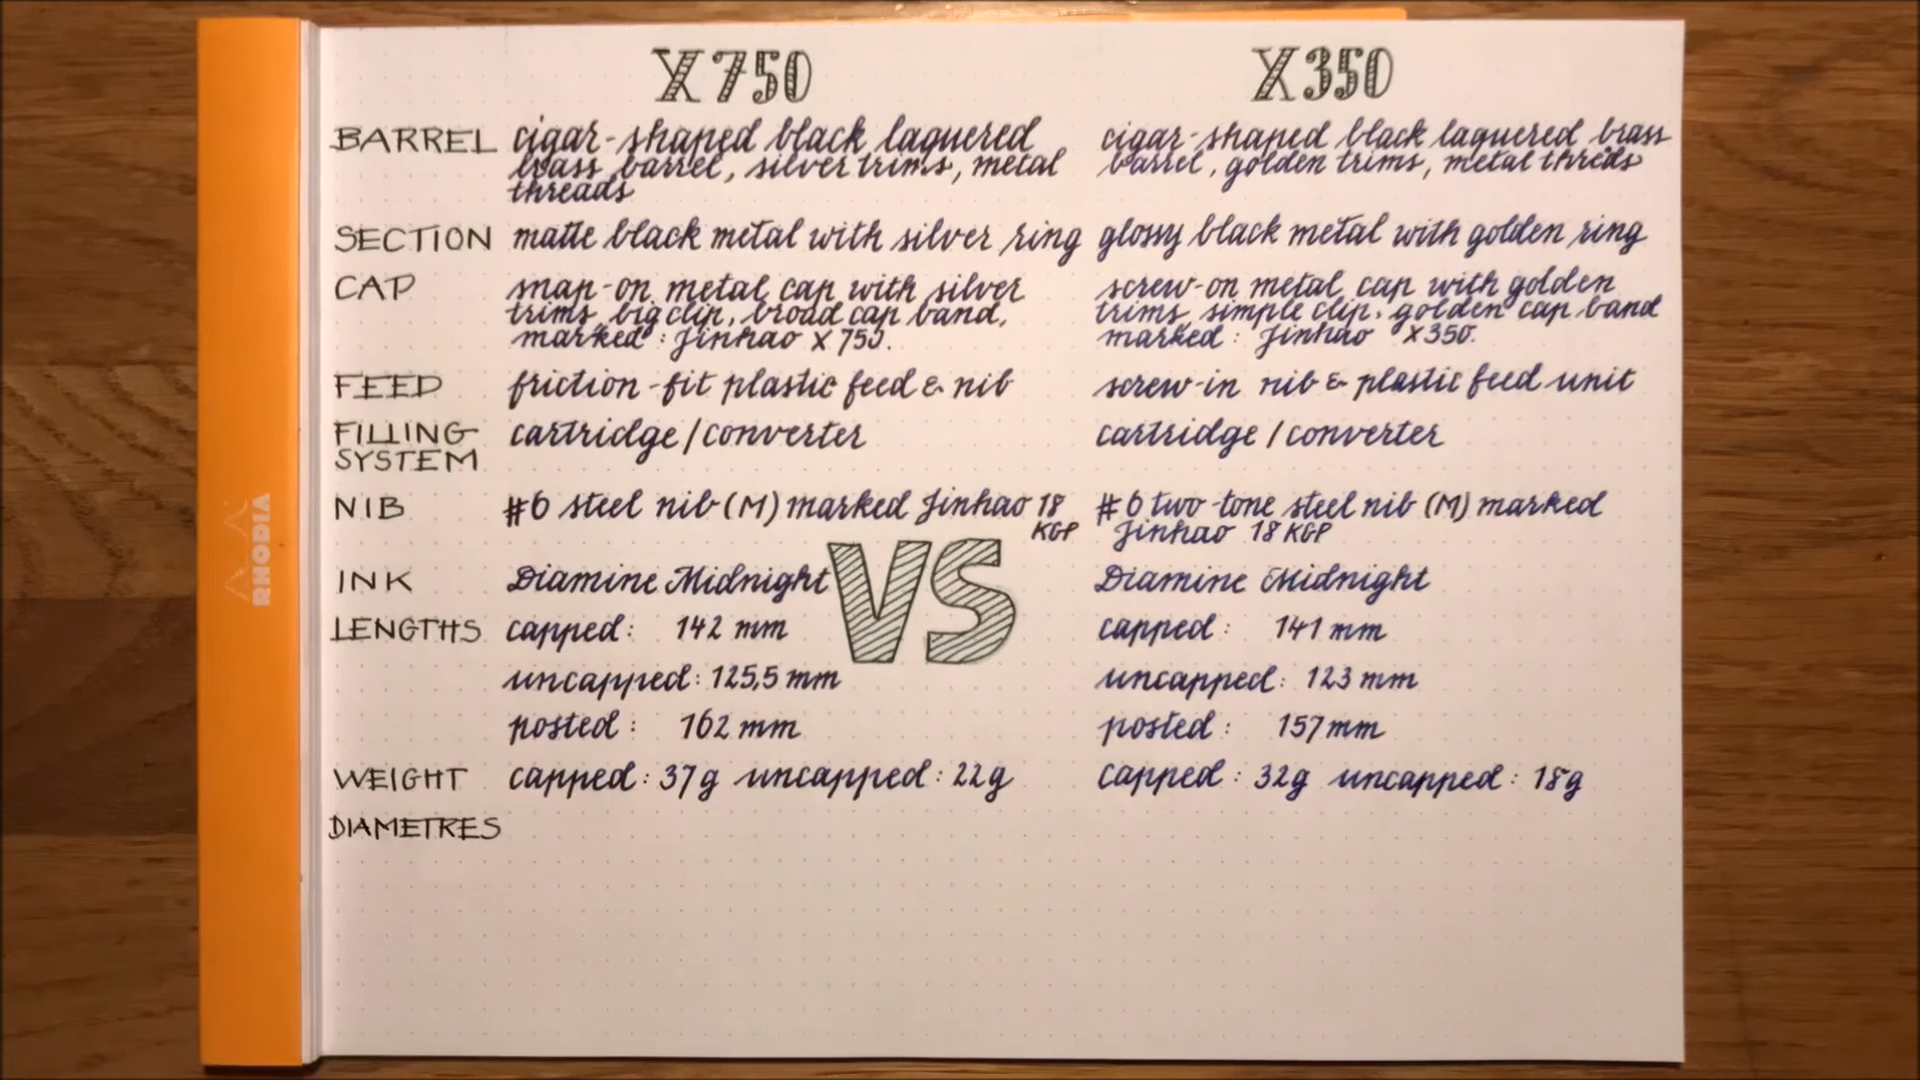 X750 X350
BARREL cigar-shaped black laquered cigar-shaped black laquered brass
brass barrel, silver trims, metal barrel, golden trims, metal threds
threads
SECTION matte black metal with silver ring glossy black metal with golden ring
CAP snap-on metal cap with silver screw-on metal cap with golden
trims, big clip, broad cap band, trims, simple clip, golden cap band
marked: Jinhao x750. marked: Jinhao x350.
FEED friction-fit plastic feed & nib screw-in nib & plastic feed unit
FILLING cartridge/converter cartridge/converter
SYSTEM
NIB #6 steel nib (M) marked Jinhao 18 #6 two-tone steel nib (M) marked
KGP Jinhao 18 KGP
VS
INK Diamine Midnight Diamine Midnight
LENGTHS capped: 142 mm capped: 141 mm
uncapped: 125,5 mm uncapped: 123 mm
posted: 162 mm posted: 157 mm
WEIGHT capped: 37g uncapped: 22g capped: 32g uncapped: 18g
DIAMETRES
RHODIA